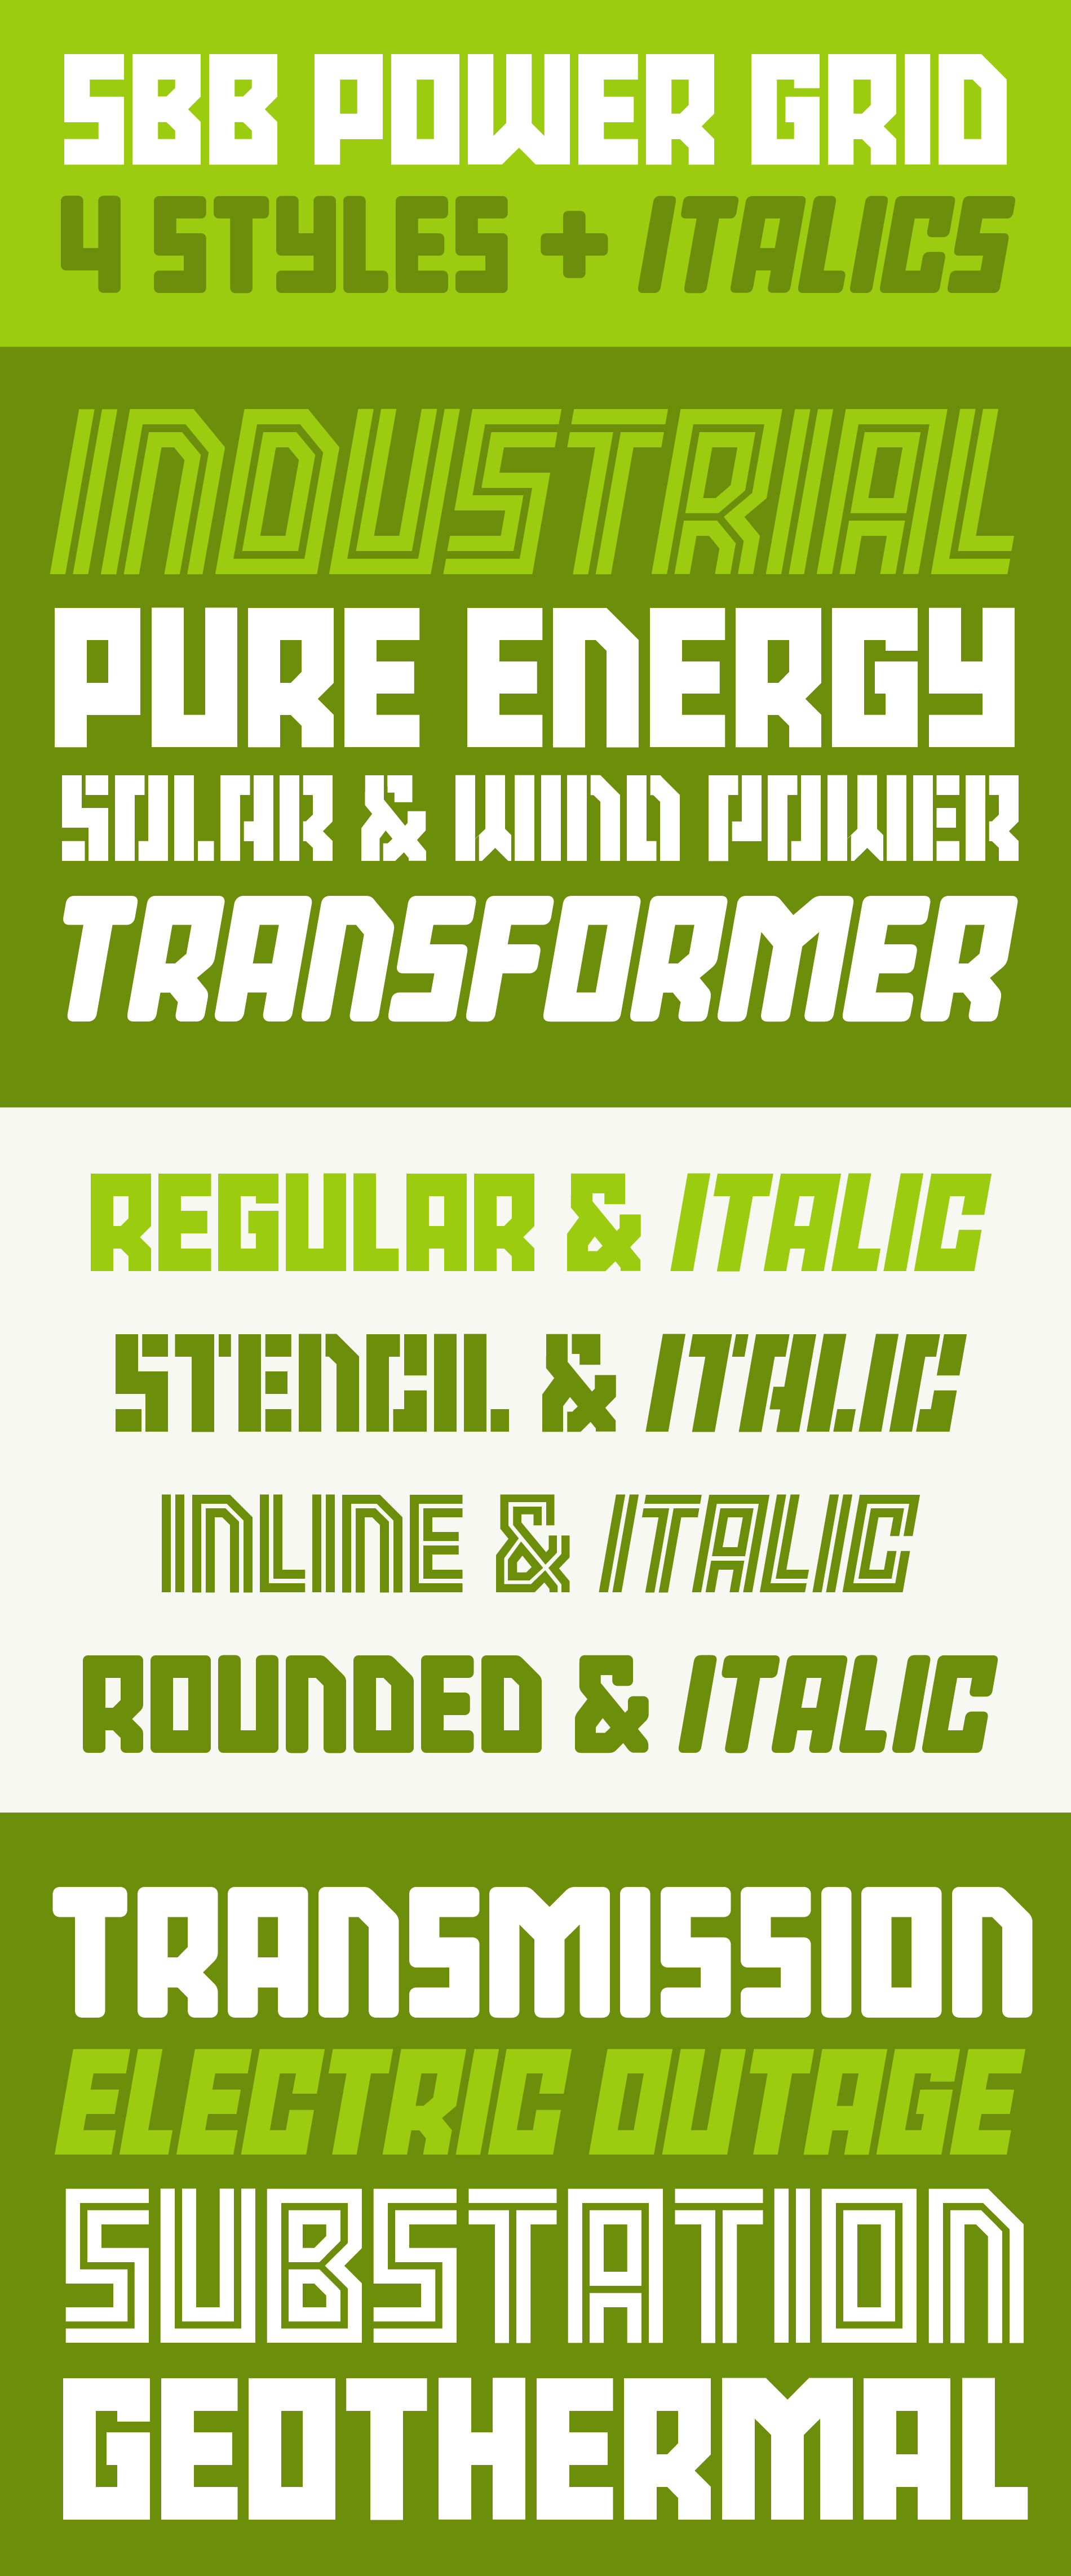 SBB POWER GRID
4 STYLES + ITALICS
INDUSTRIAL
PURE ENERGY
SOLAR & WIND POWER
TRANSFORMER
REGULAR & ITALIC
STENCIL & ITALIC
INLINE & ITALIC
ROUNDED & ITALIC
TRANSMISSION
ELECTRIC OUTAGE
SUBSTATION
GEOTHERMAL